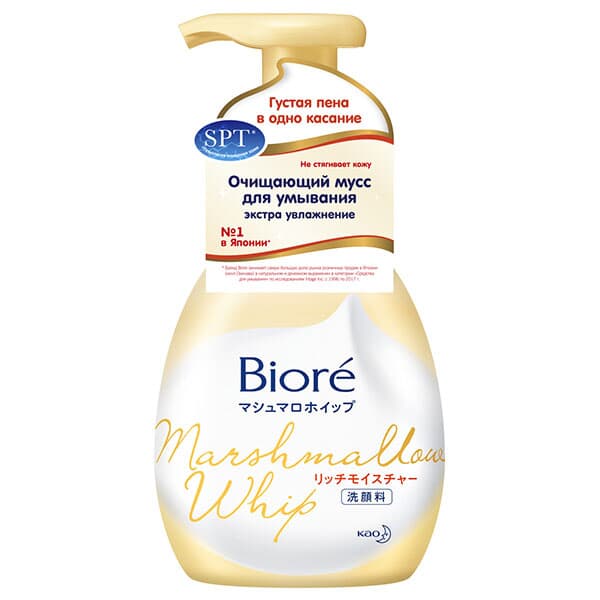 Густая пена
в одно касание
SPT*
Не стягивает кожу
Очищающий мусс
для умывания
экстра увлажнение
№1
в Японии*
Bioré
マシュマロホイップ
Marshmallow
Whip
リッチモイスチャー
洗顔料
Kao